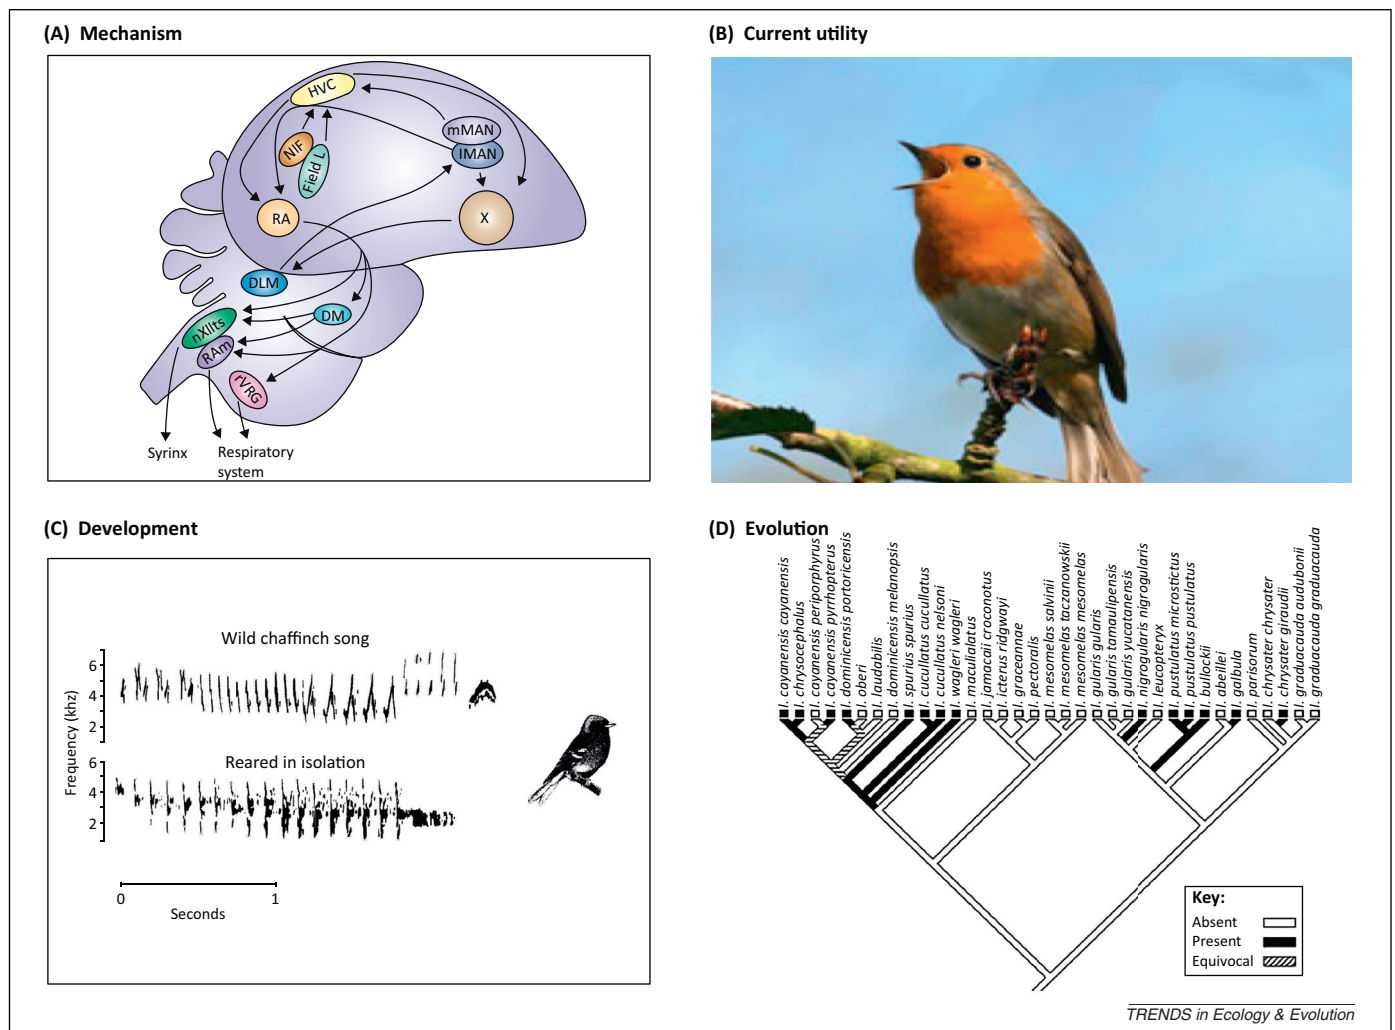 (A) Mechanism
HVC
NIF
Field L
mMAN
lMAN
RA
X
DLM
DM
nXIIts
RAm
rVRG
Syrinx
Respiratory
system
(B) Current utility
(C) Development
Wild chaffinch song
6
4
2
Reared in isolation
6
4
2
Frequency (khz)
0
1
Seconds
(D) Evolution
I. cayanensis cayanensis
I. chrysocephalus
I. cayanensis periporphyrus
I. cayanensis pyrrhopterus
I. dominicensis portoricensis
I. oberi
I. laudabilis
I. dominicensis melanopsis
I. spurius spurius
I. cucullatus cucullatus
I. cucullatus nelsoni
I. wagleri wagleri
I. maculialatus
I. jamacaii croconotus
I. icterus ridgwayi
I. graceannae
I. pectoralis
I. mesomelas salvinii
I. mesomelas taczanowskii
I. mesomelas mesomelas
I. gularis gularis
I. gularis tamaulipensis
I. gularis yucatanensis
I. nigrogularis nigrogularis
I. leucopteryx
I. pustulatus microstictus
I. pustulatus pustulatus
I. bullockii
I. abeillei
I. galbula
I. parisorum
I. chrysater chrysater
I. chrysater giraudii
I. graduacauda audubonii
I. graduacauda graduacauda
Key:
Absent
Present
Equivocal
TRENDS in Ecology & Evolution